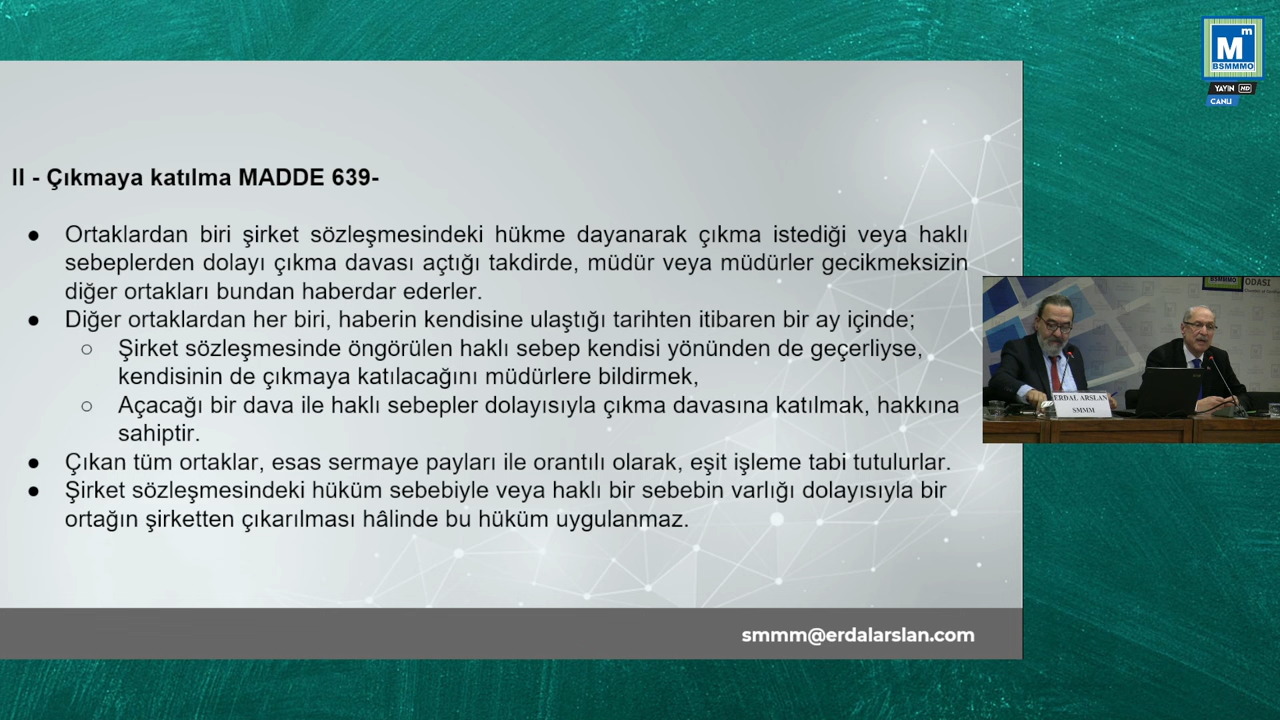 M m
BSMMMO
YAYIN HD
CANLI
II - Çıkmaya katılma MADDE 639-
● Ortaklardan biri şirket sözleşmesindeki hükme dayanarak çıkma istediği veya haklı
sebeplerden dolayı çıkma davası açtığı takdirde, müdür veya müdürler gecikmeksizin
diğer ortakları bundan haberdar ederler.
● Diğer ortaklardan her biri, haberin kendisine ulaştığı tarihten itibaren bir ay içinde;
○ Şirket sözleşmesinde öngörülen haklı sebep kendisi yönünden de geçerliyse,
kendisinin de çıkmaya katılacağını müdürlere bildirmek,
○ Açacağı bir dava ile haklı sebepler dolayısıyla çıkma davasına katılmak, hakkına
sahiptir.
● Çıkan tüm ortaklar, esas sermaye payları ile orantılı olarak, eşit işleme tabi tutulurlar.
● Şirket sözleşmesindeki hüküm sebebiyle veya haklı bir sebebin varlığı dolayısıyla bir
ortağın şirketten çıkarılması hâlinde bu hüküm uygulanmaz.
BSMMMO
ODASI
ERDAL ARSLAN
SMMM
smmm@erdalarslan.com